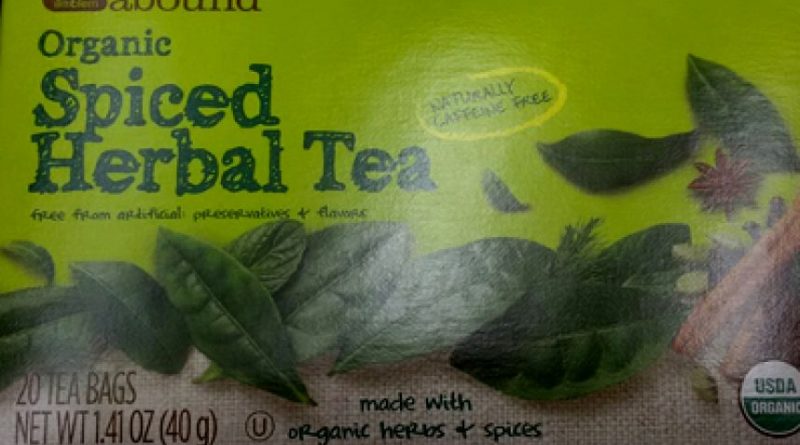 abound
Organic
Spiced
Herbal Tea
NATURALLY
CAFFEINE FREE
free from artificial: preservatives & flavors
20 TEA BAGS
NET WT 1.41 OZ (40 g)
U
made with
organic herbs & spices
USDA
ORGANIC